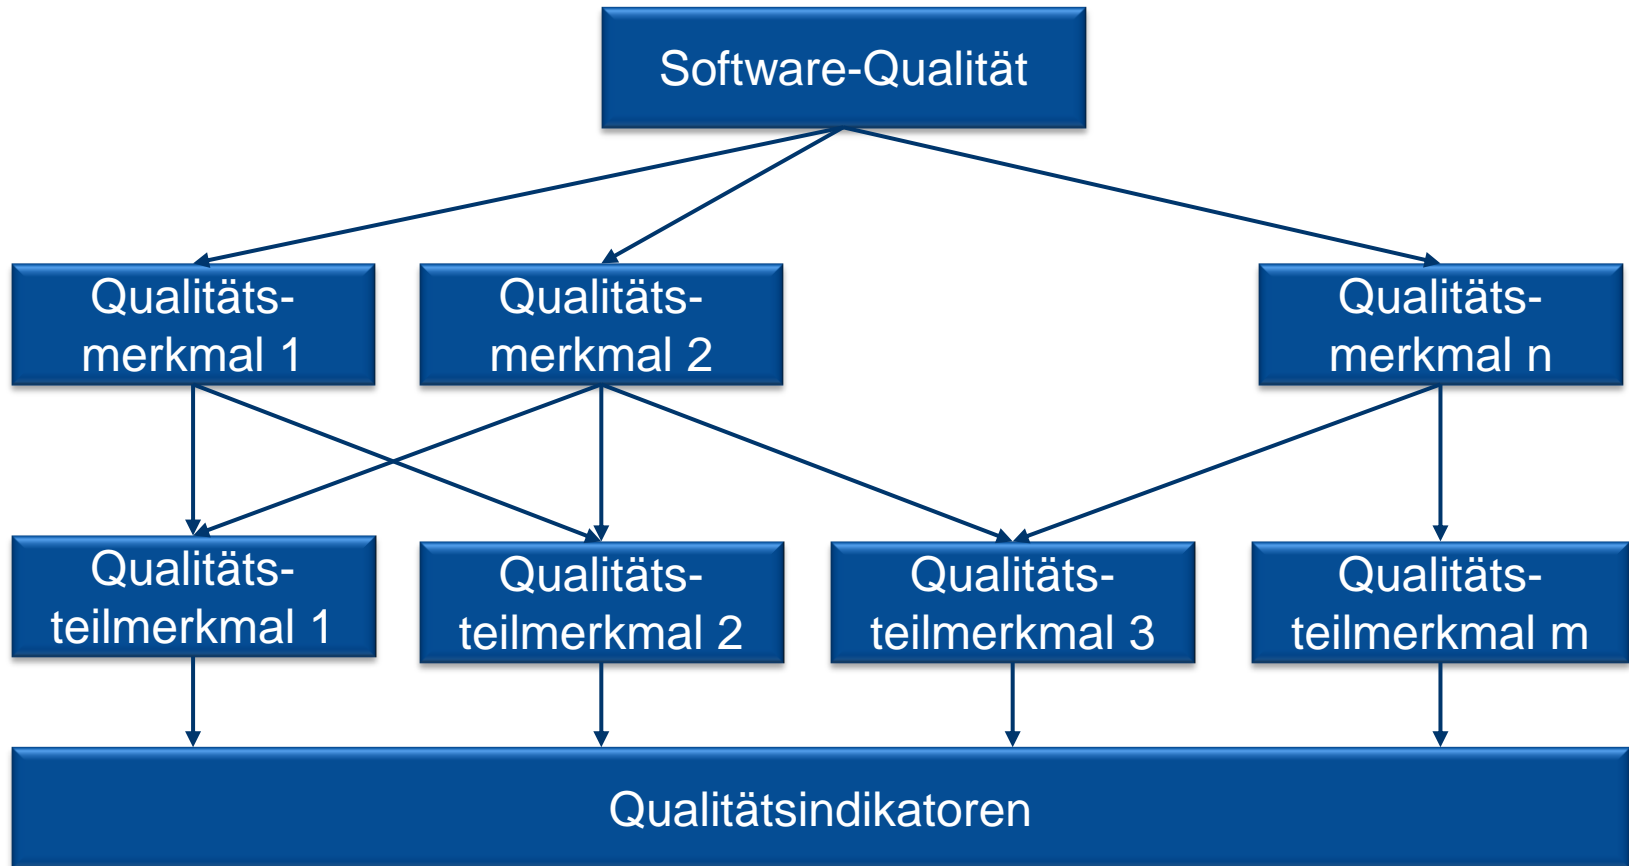 Software-Qualität
Qualitäts-
merkmal 1
Qualitäts-
merkmal 2
Qualitäts-
merkmal n
Qualitäts-
teilmerkmal 1
Qualitäts-
teilmerkmal 2
Qualitäts-
teilmerkmal 3
Qualitäts-
teilmerkmal m
Qualitätsindikatoren